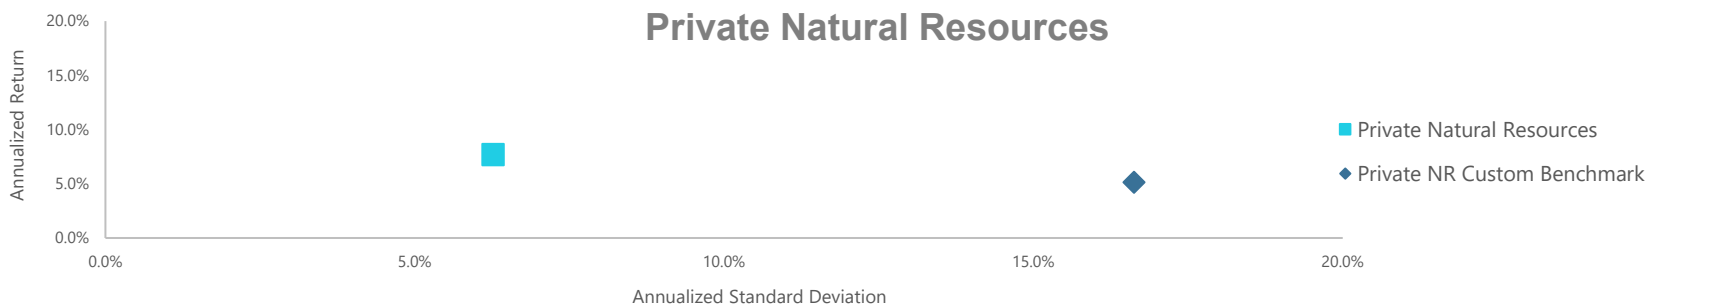 Private Natural Resources
20.0%
15.0%
10.0%
5.0%
0.0%
Annualized Return
0.0%
5.0%
10.0%
15.0%
20.0%
Annualized Standard Deviation
Private Natural Resources
Private NR Custom Benchmark